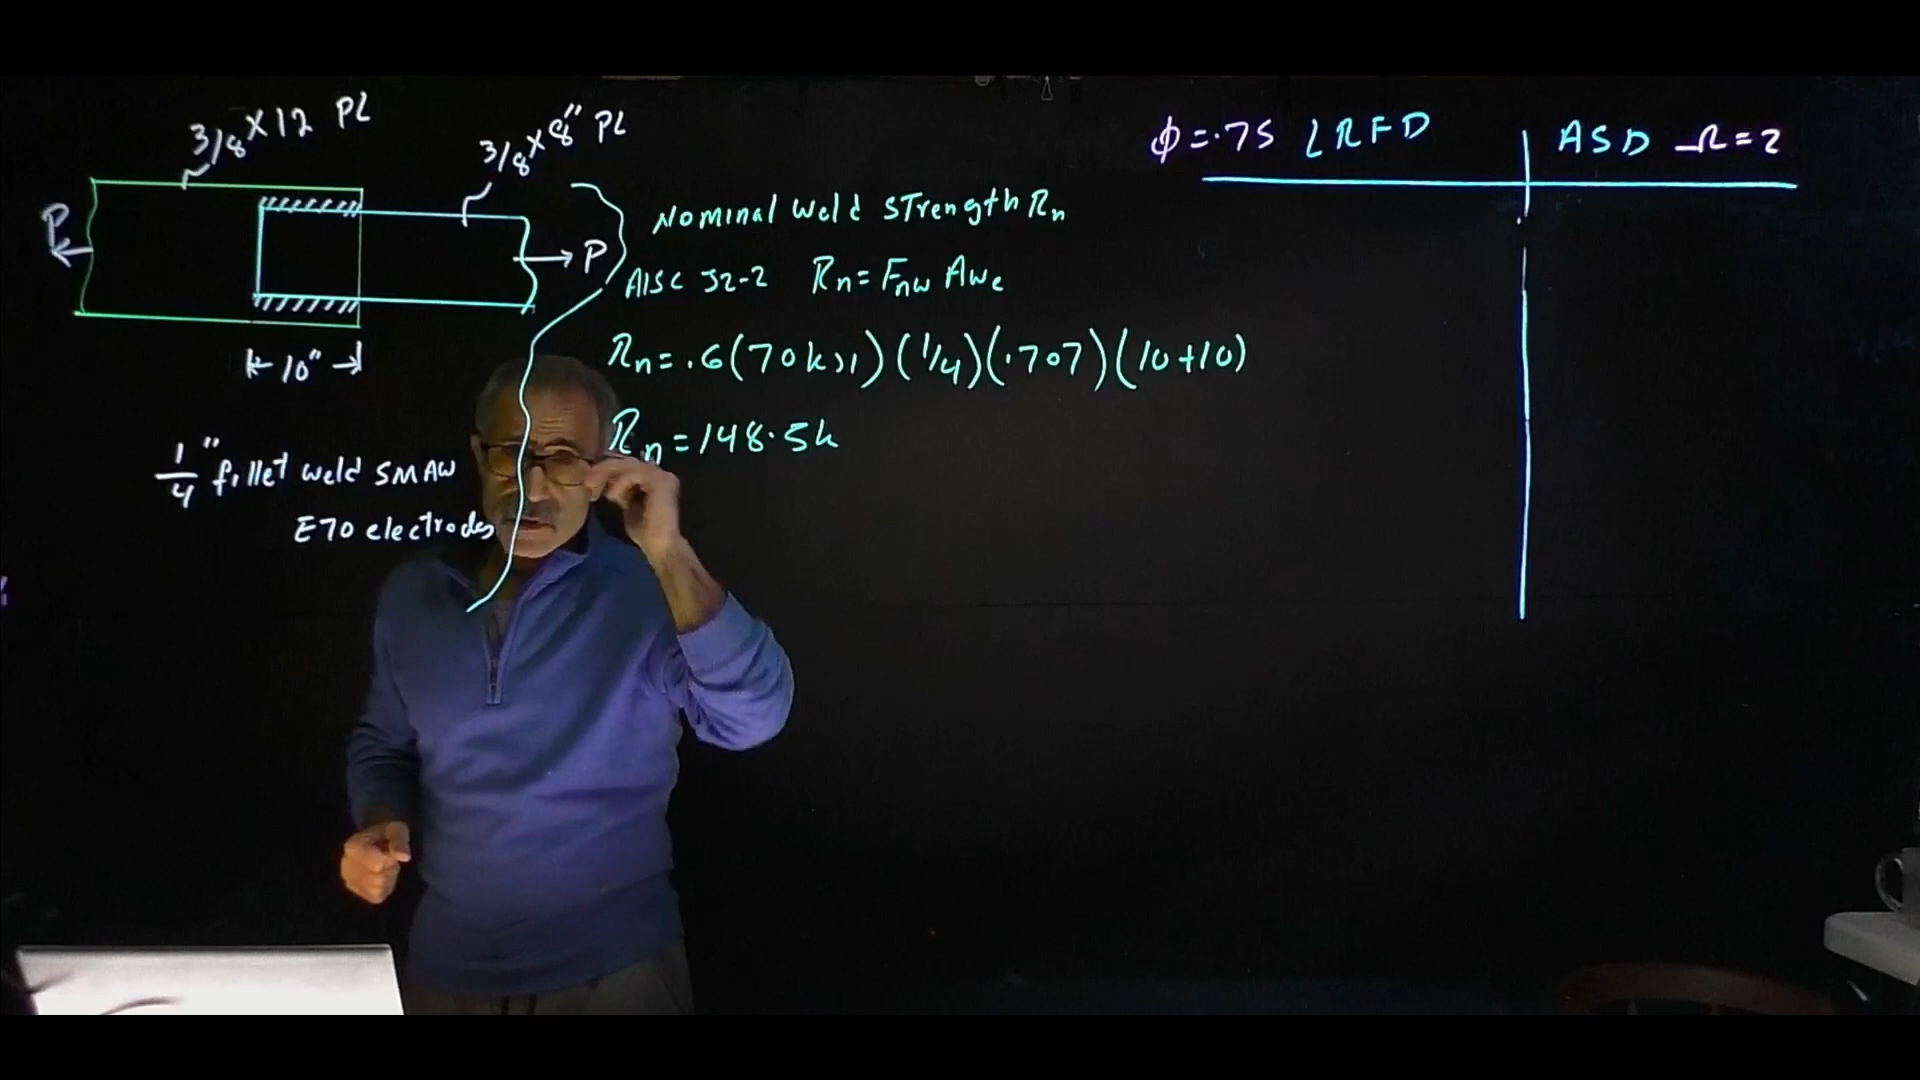 3/8 X 12 PL
3/8 x 8" PL
P
P
10"
1/4" fillet weld SMAW
E70 electrodes
Nominal Weld STrength Rn
AISC J2-2 Rn = Fnw Awe
Rn = .6(70ksi)(1/4)(.707)(10+10)
Rn = 148.5k
ϕ=.75 LRFD
ASD Ω=2